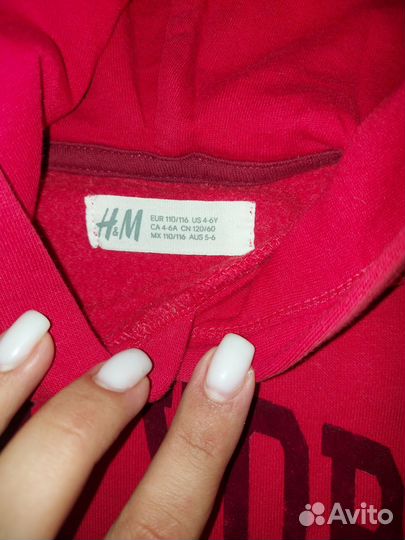 H&M
EUR 110/116 US 4-6Y
CA 4-6A CN 120/60
MX 110/116 AUS 5-6
Avito